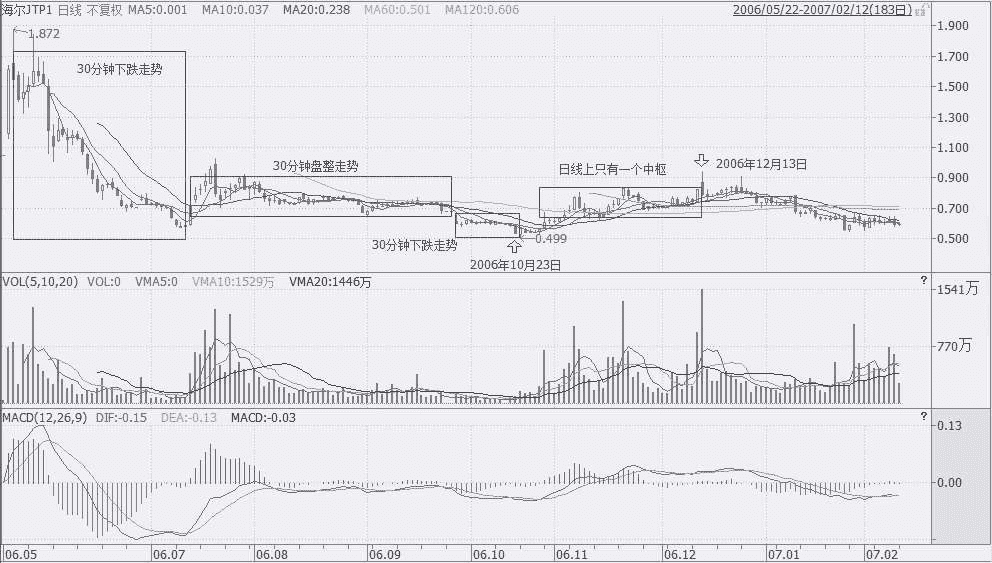 海尔JTP1 日线 不复权 MA5:0.001 MA10:0.037 MA20:0.238 MA60:0.501 MA120:0.606 2006/05/22-2007/02/12(183日)
1.900
1.872
1.700
30分钟下跌走势
1.500
1.300
1.100
30分钟盘整走势
日线上只有一个中枢
2006年12月13日
0.900
0.700
30分钟下跌走势
0.499
0.500
2006年10月23日
VOL(5,10,20) VOL:0 VMA5:0 VMA10:1529万 VMA20:1446万 ?
1541万
770万
MACD(12,26,9) DIF:-0.15 DEA:-0.13 MACD:-0.03 ?
0.13
0.00
06.05 06.07 06.08 06.09 06.10 06.11 06.12 07.01 07.02